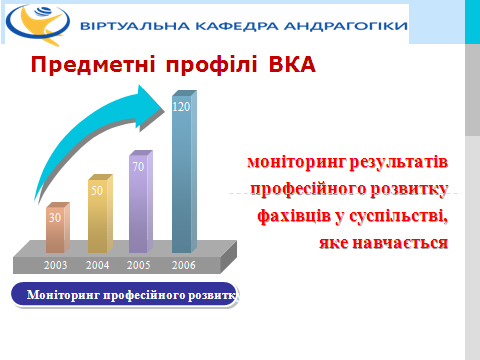 ВІРТУАЛЬНА КАФЕДРА АНДРАГОГІКИ
Предметні профілі ВКА
120
70
50
30
2003 2004 2005 2006
Моніторинг професійного розвитк
моніторинг результатів
професійного розвитку
фахівців у суспільстві,
яке навчається